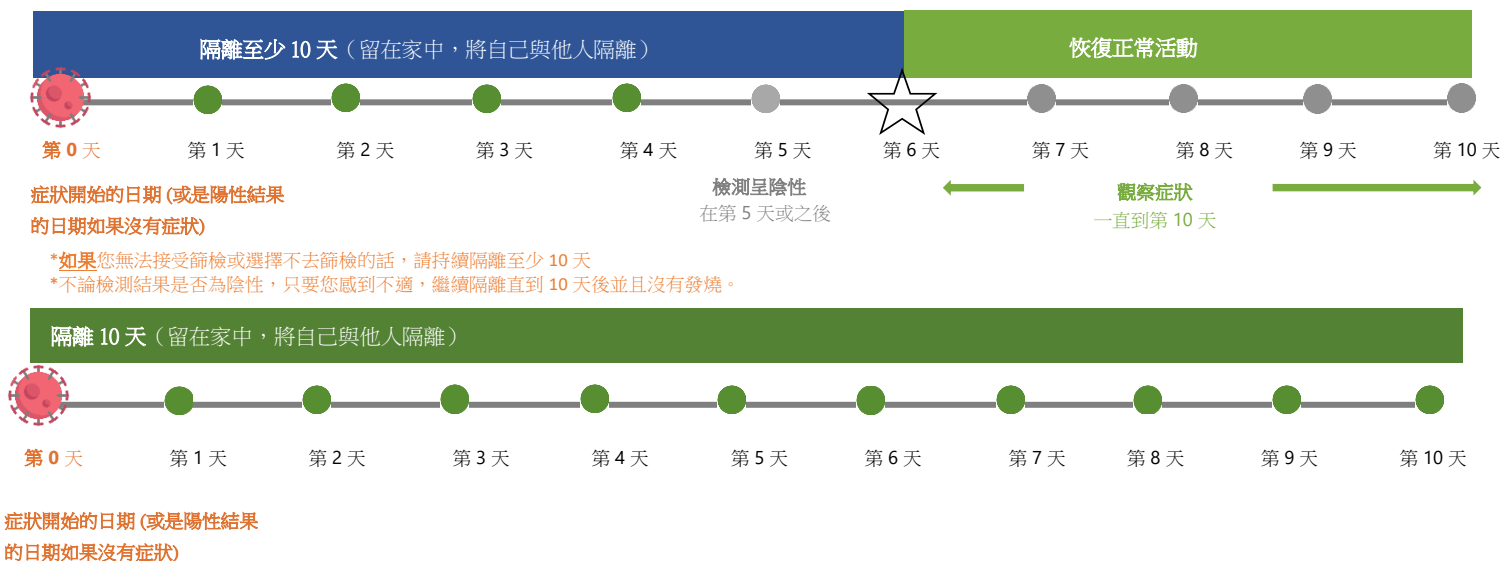 隔離至少 10 天（留在家中，將自己與他人隔離）
恢復正常活動
第 0 天
第 1 天
第 2 天
第 3 天
第 4 天
第 5 天
第 6 天
第 7 天
第 8 天
第 9 天
第 10 天
症狀開始的日期 (或是陽性結果
的日期如果沒有症狀)
檢測呈陰性
在第 5 天或之後
觀察症狀
一直到第 10 天
*如果您無法接受篩檢或選擇不去篩檢的話，請持續隔離至少 10 天
*不論檢測結果是否為陰性，只要您感到不適，繼續隔離直到 10 天後並且沒有發燒。
隔離 10 天（留在家中，將自己與他人隔離）
第 0 天
第 1 天
第 2 天
第 3 天
第 4 天
第 5 天
第 6 天
第 7 天
第 8 天
第 9 天
第 10 天
症狀開始的日期 (或是陽性結果
的日期如果沒有症狀)